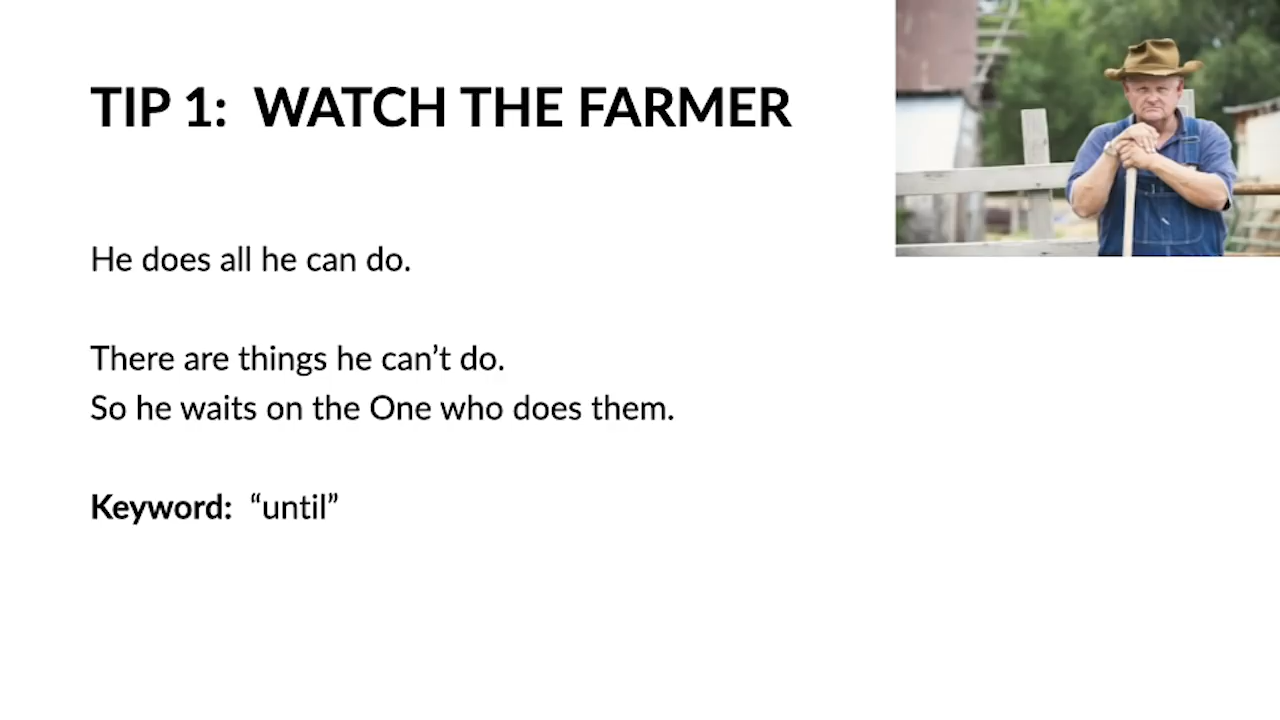 TIP 1: WATCH THE FARMER
He does all he can do.
There are things he can’t do.
So he waits on the One who does them.
Keyword: “until”